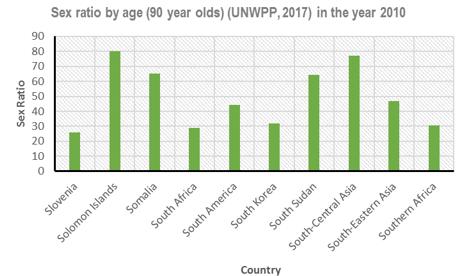 Sex ratio by age (90 year olds) (UNWPP, 2017) in the year 2010
90
80
70
60
50
40
30
20
10
0
Sex Ratio
Slovenia
Solomon Islands
Somalia
South Africa
South America
South Korea
South Sudan
South-Central Asia
South-Eastern Asia
Southern Africa
Country